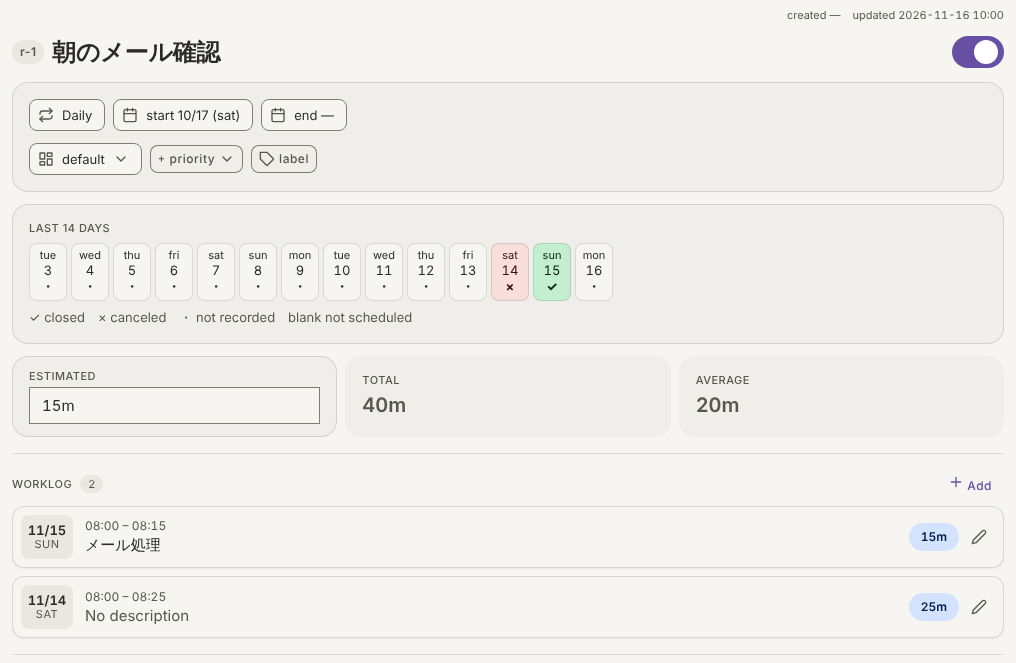 created — updated 2026-11-16 10:00
r-1 朝のメール確認
Daily start 10/17 (sat) end —
default + priority label
LAST 14 DAYS
tue wed thu fri sat sun mon tue wed thu fri sat sun mon
3 4 5 6 7 8 9 10 11 12 13 14 15 16
• • • • • • • • • • • × ✓ •
✓ closed × canceled • not recorded blank not scheduled
ESTIMATED TOTAL AVERAGE
15m 40m 20m
WORKLOG 2 + Add
11/15 08:00 – 08:15
SUN メール処理 15m
11/14 08:00 – 08:25
SAT No description 25m